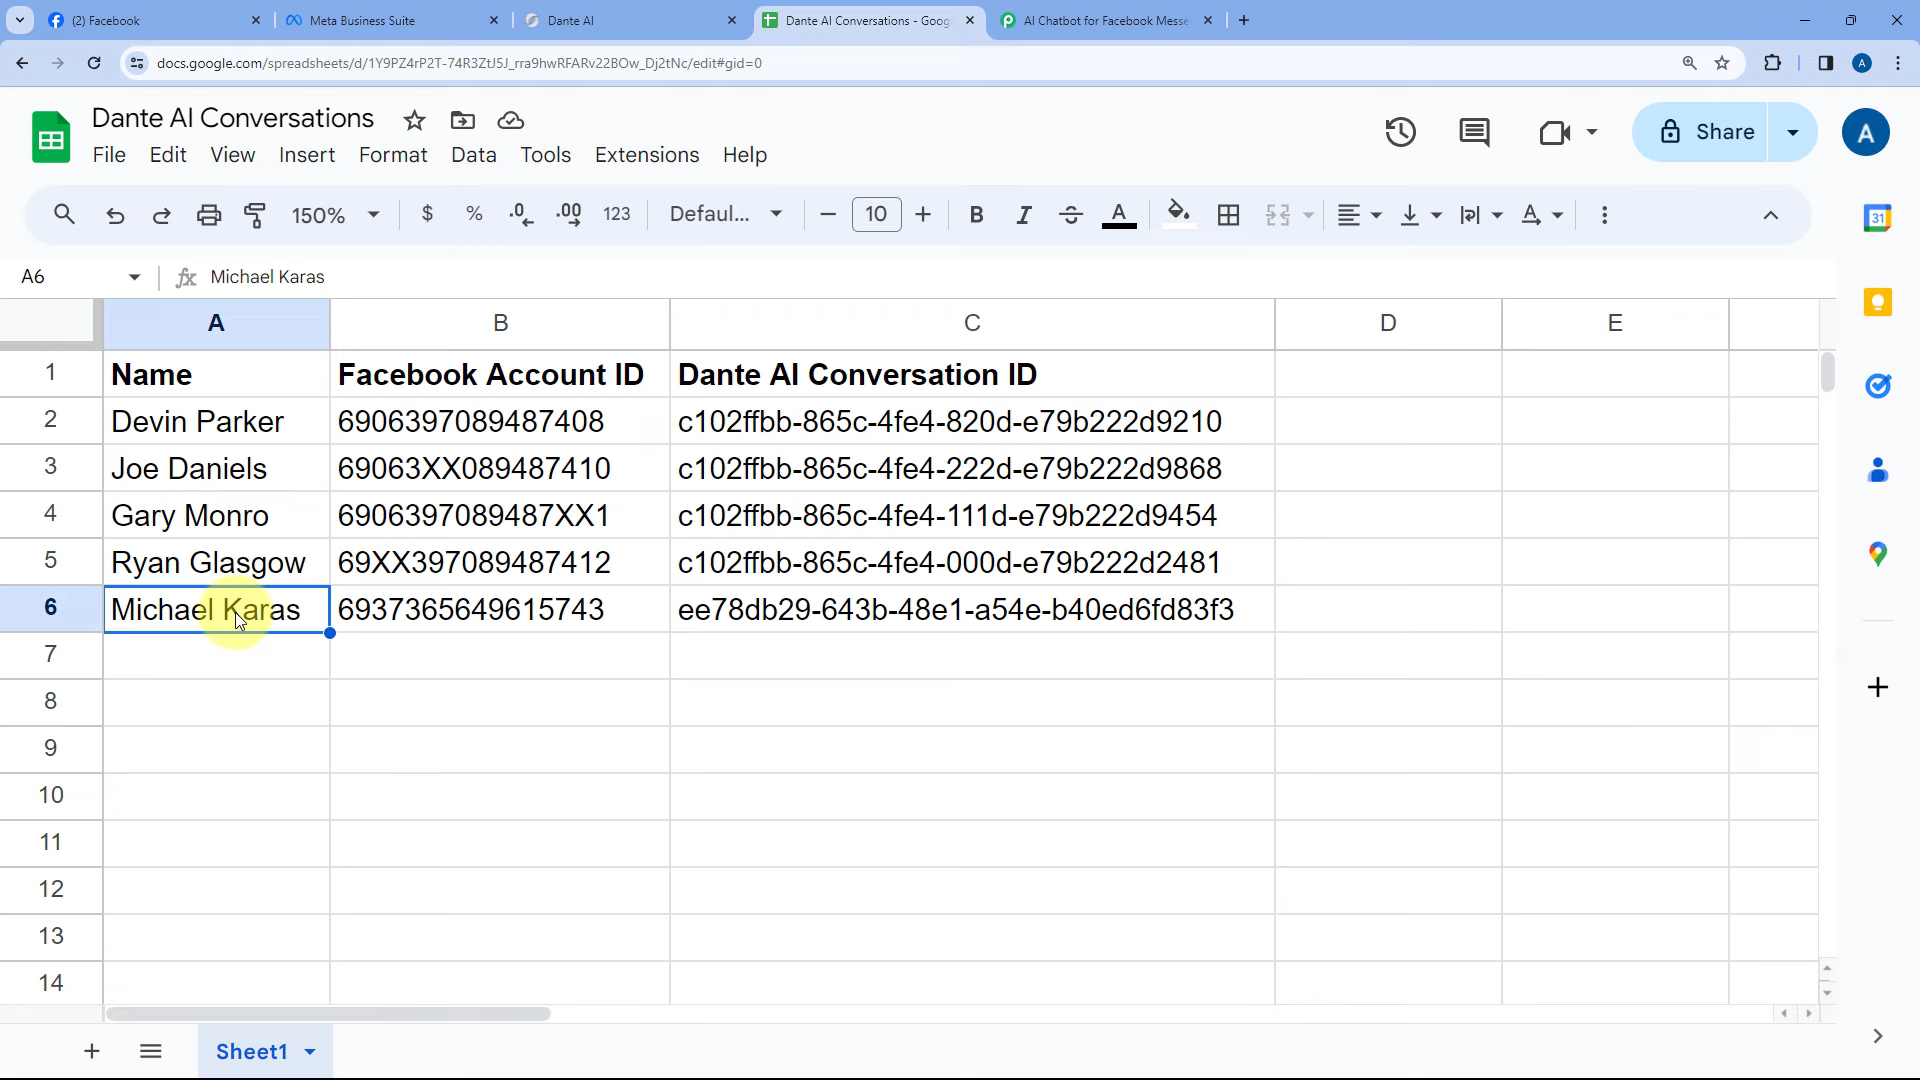 (2) Facebook
Meta Business Suite
Dante AI
Dante AI Conversations - Goog
AI Chatbot for Facebook Messe
docs.google.com/spreadsheets/d/1Y9PZ4rP2T-74R3ZtJ5J_rra9hwRFARv22BOw_Dj2tNc/edit#gid=0
A
Dante AI Conversations
File Edit View Insert Format Data Tools Extensions Help
Share
A
150% $ % .0 .00 123 Defaul... 10 B I S A A
31
A6 fx Michael Karas
A B C D E
1 Name Facebook Account ID Dante AI Conversation ID
2 Devin Parker 6906397089487408 c102ffbb-865c-4fe4-820d-e79b222d9210
3 Joe Daniels 69063XX089487410 c102ffbb-865c-4fe4-222d-e79b222d9868
4 Gary Monro 6906397089487XX1 c102ffbb-865c-4fe4-111d-e79b222d9454
5 Ryan Glasgow 69XX397089487412 c102ffbb-865c-4fe4-000d-e79b222d2481
6 Michael Karas 6937365649615743 ee78db29-643b-48e1-a54e-b40ed6fd83f3
7
8
9
10
11
12
13
14
Sheet1